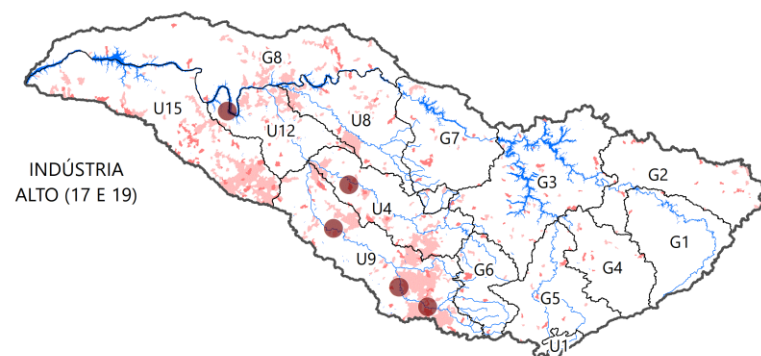 G8
U15
U12
U8
G7
INDÚSTRIA
ALTO (17 E 19)
G3
G2
U4
G1
U9
G6
G4
G5
U1